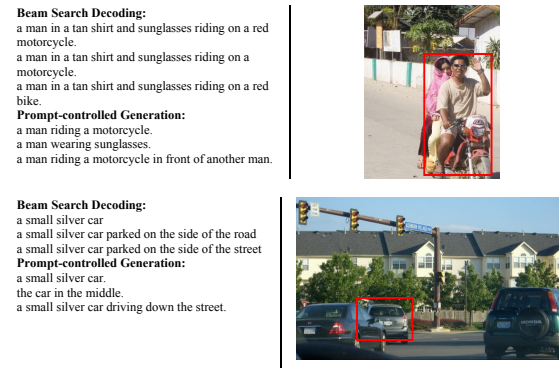 Beam Search Decoding:
a man in a tan shirt and sunglasses riding on a red
motorcycle.
a man in a tan shirt and sunglasses riding on a
motorcycle.
a man in a tan shirt and sunglasses riding on a red
bike.
Prompt-controlled Generation:
a man riding a motorcycle.
a man wearing sunglasses.
a man riding a motorcycle in front of another man.
Beam Search Decoding:
a small silver car
a small silver car parked on the side of the road
a small silver car parked on the side of the street
Prompt-controlled Generation:
a small silver car.
the car in the middle.
a small silver car driving down the street.